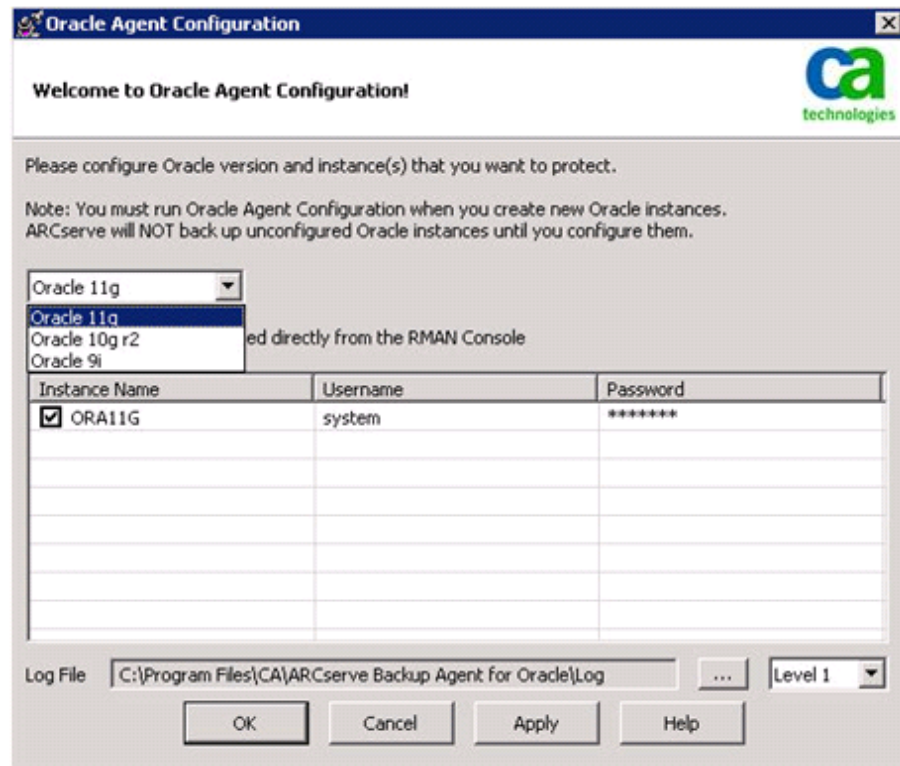 Oracle Agent Configuration
Welcome to Oracle Agent Configuration!
ca
technologies
Please configure Oracle version and instance(s) that you want to protect.
Note: You must run Oracle Agent Configuration when you create new Oracle instances.
ARCserve will NOT back up unconfigured Oracle instances until you configure them.
Oracle 11g
Oracle 11g
Oracle 10g r2
ed directly from the RMAN Console
Oracle 9i
Instance Name Username Password
ORA11G system *******
Log File C:\Program Files\CA\ARCserve Backup Agent for Oracle\Log ... Level 1
OK Cancel Apply Help